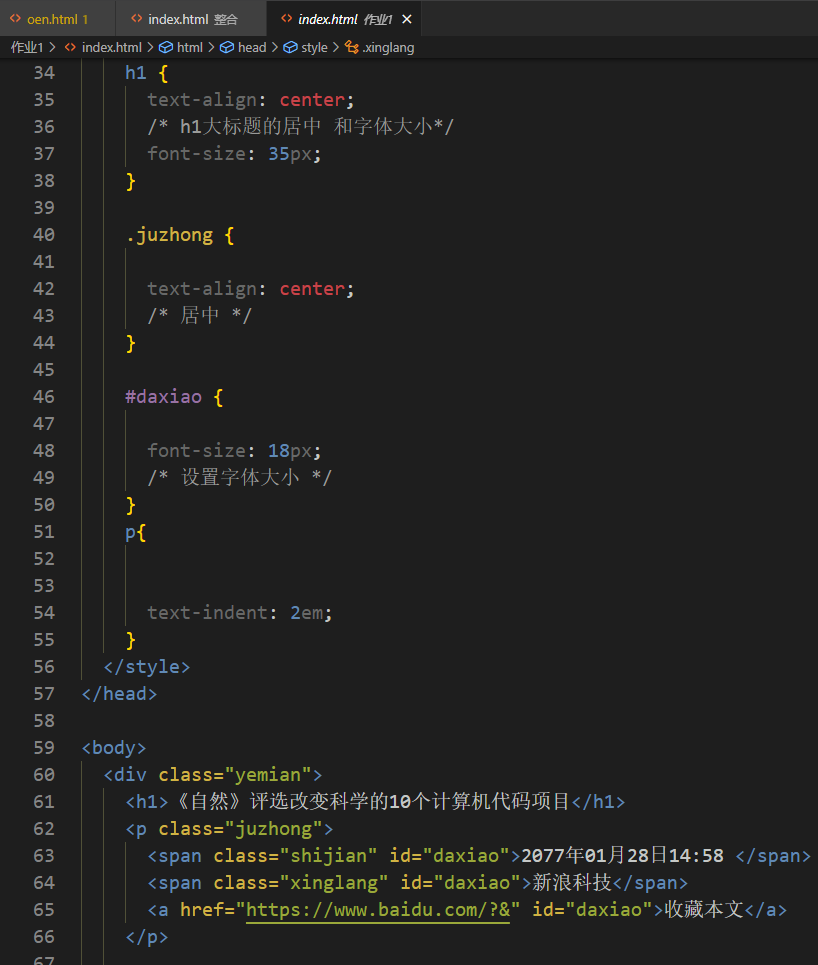 oen.html 1 index.html 整合 index.html 作业1
作业1 > index.html > html > head > style > .xinglang
34 h1 {
35 text-align: center;
36 /* h1大标题的居中 和字体大小*/
37 font-size: 35px;
38 }
39
40 .juzhong {
41
42 text-align: center;
43 /* 居中 */
44 }
45
46 #daxiao {
47
48 font-size: 18px;
49 /* 设置字体大小 */
50 }
51 p{
52
53
54 text-indent: 2em;
55 }
56 </style>
57 </head>
58
59 <body>
60 <div class="yemian">
61 <h1>《自然》评选改变科学的10个计算机代码项目</h1>
62 <p class="juzhong">
63 <span class="shijian" id="daxiao">2077年01月28日14:58 </span>
64 <span class="xinglang" id="daxiao">新浪科技</span>
65 <a href="https://www.baidu.com/?&" id="daxiao">收藏本文</a>
66 </p>
67